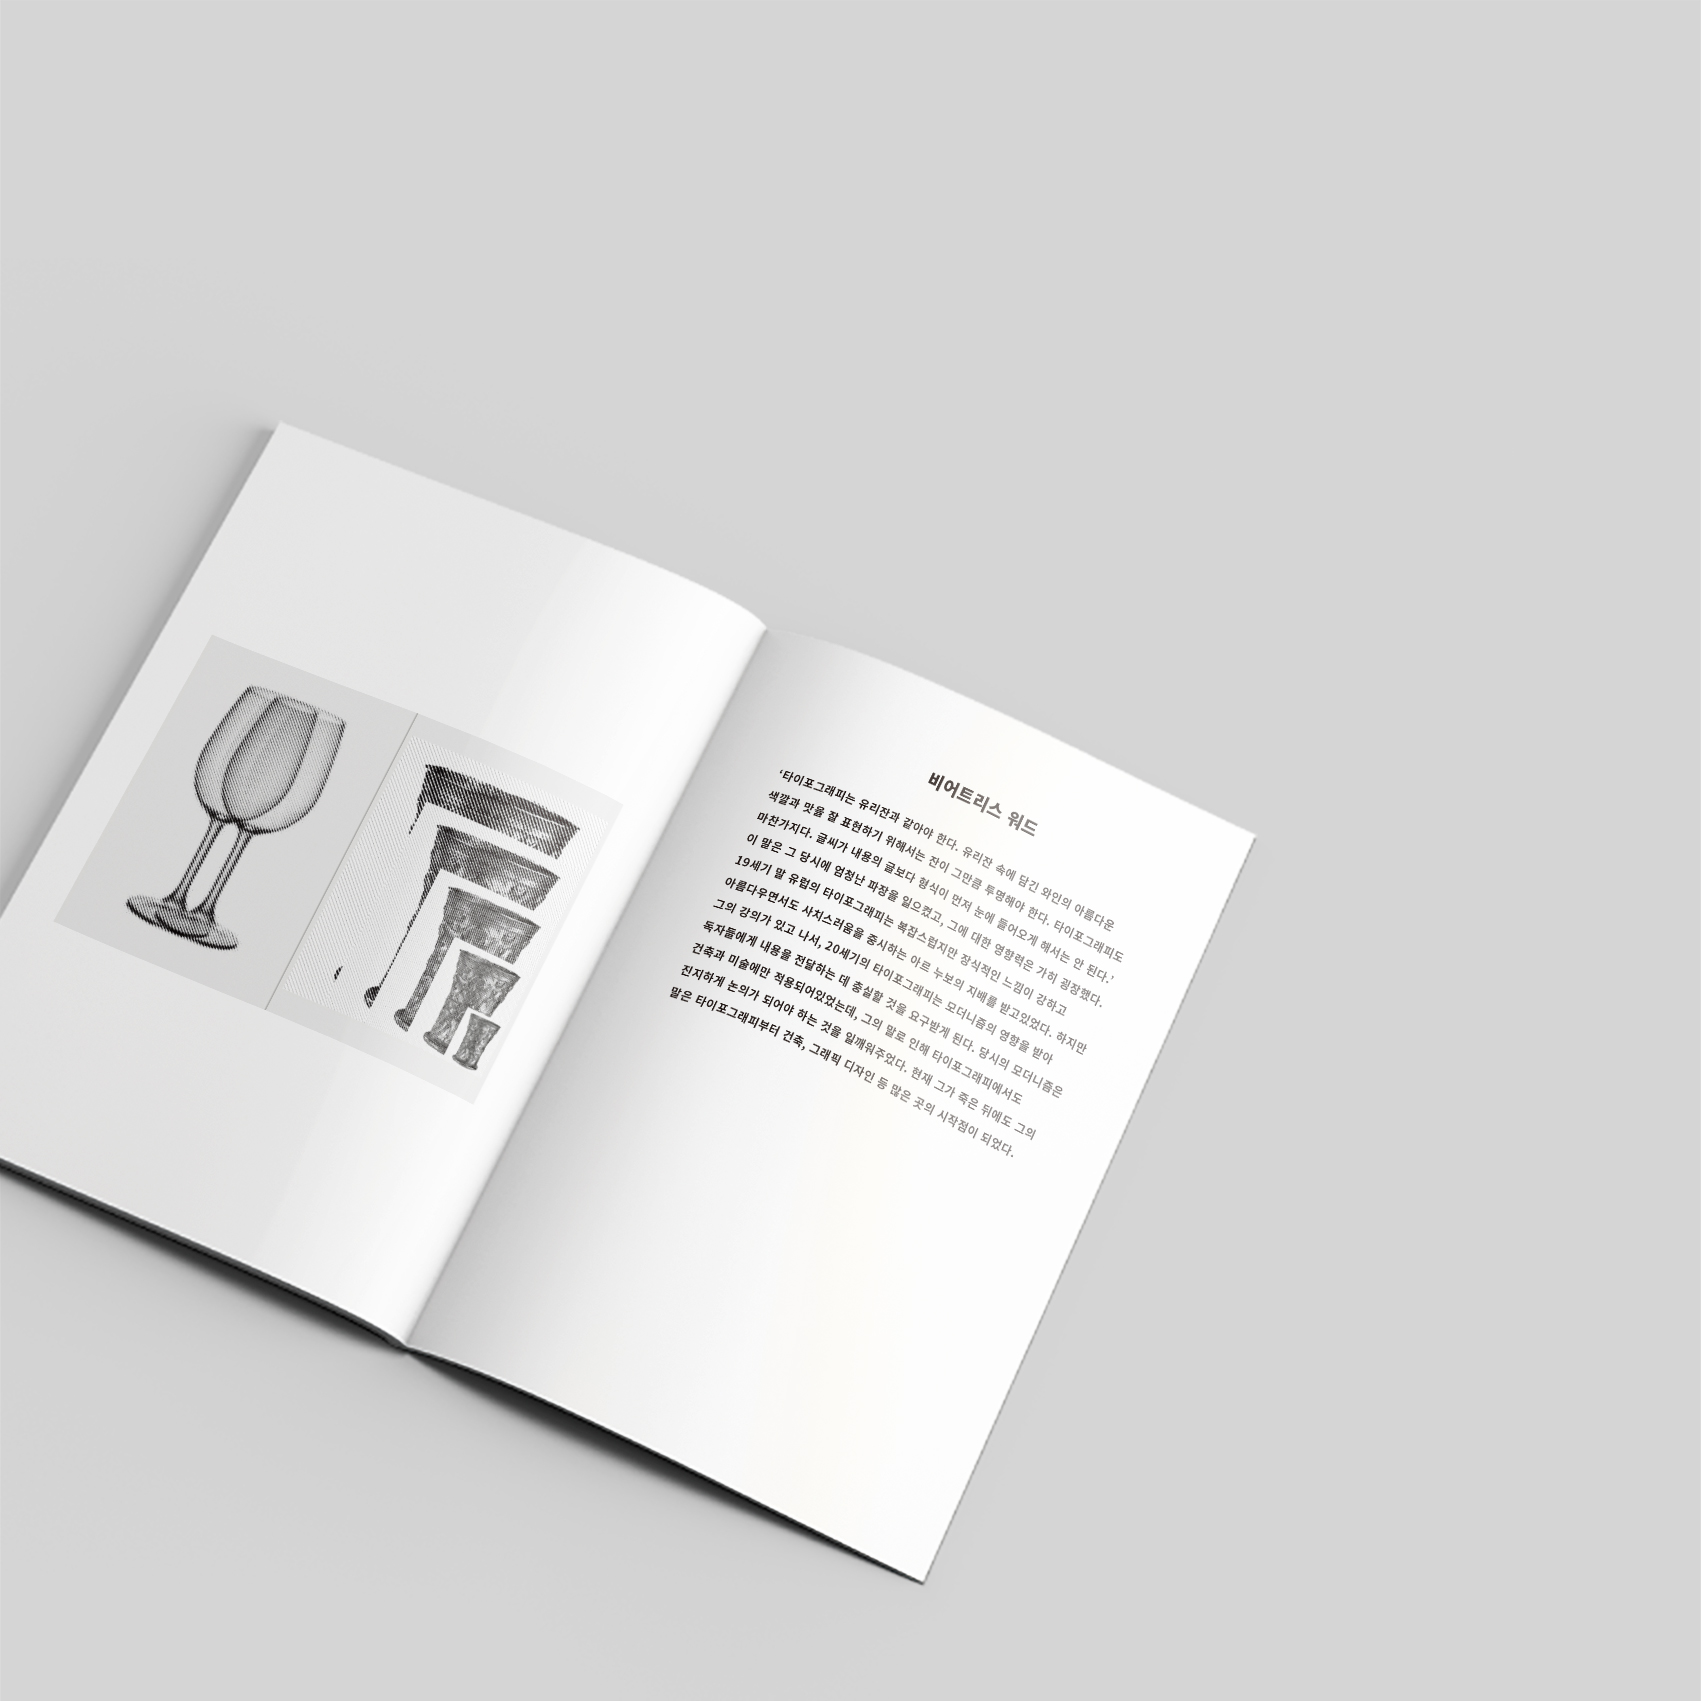 비어트리스 워드
‘타이포그래피는 유리잔과 같아야 한다. 유리잔 속에 담긴 와인의 아름다운
색깔과 맛을 잘 표현하기 위해서는 잔이 그만큼 투명해야 한다. 타이포그래피도
마찬가지다. 글씨가 내용의 글보다 형식이 먼저 눈에 들어오게 해서는 안 된다.’
이 말은 그 당시에 엄청난 파장을 일으켰고, 그에 대한 영향력은 가히 굉장했다.
19세기 말 유럽의 타이포그래피는 복잡스럽지만 장식적인 느낌이 강하고
아름다우면서도 사치스러움을 중시하는 아르 누보의 지배를 받고있었다. 하지만
그의 강의가 있고 나서, 20세기의 타이포그래피는 모더니즘의 영향을 받아
독자들에게 내용을 전달하는 데 충실할 것을 요구받게 된다. 당시의 모더니즘은
건축과 미술에만 적용되어있었는데, 그의 말로 인해 타이포그래피에서도
진지하게 논의가 되어야 하는 것을 일깨워주었다. 현재 그가 죽은 뒤에도 그의
말은 타이포그래피부터 건축, 그래픽 디자인 등 많은 곳의 시작점이 되었다.